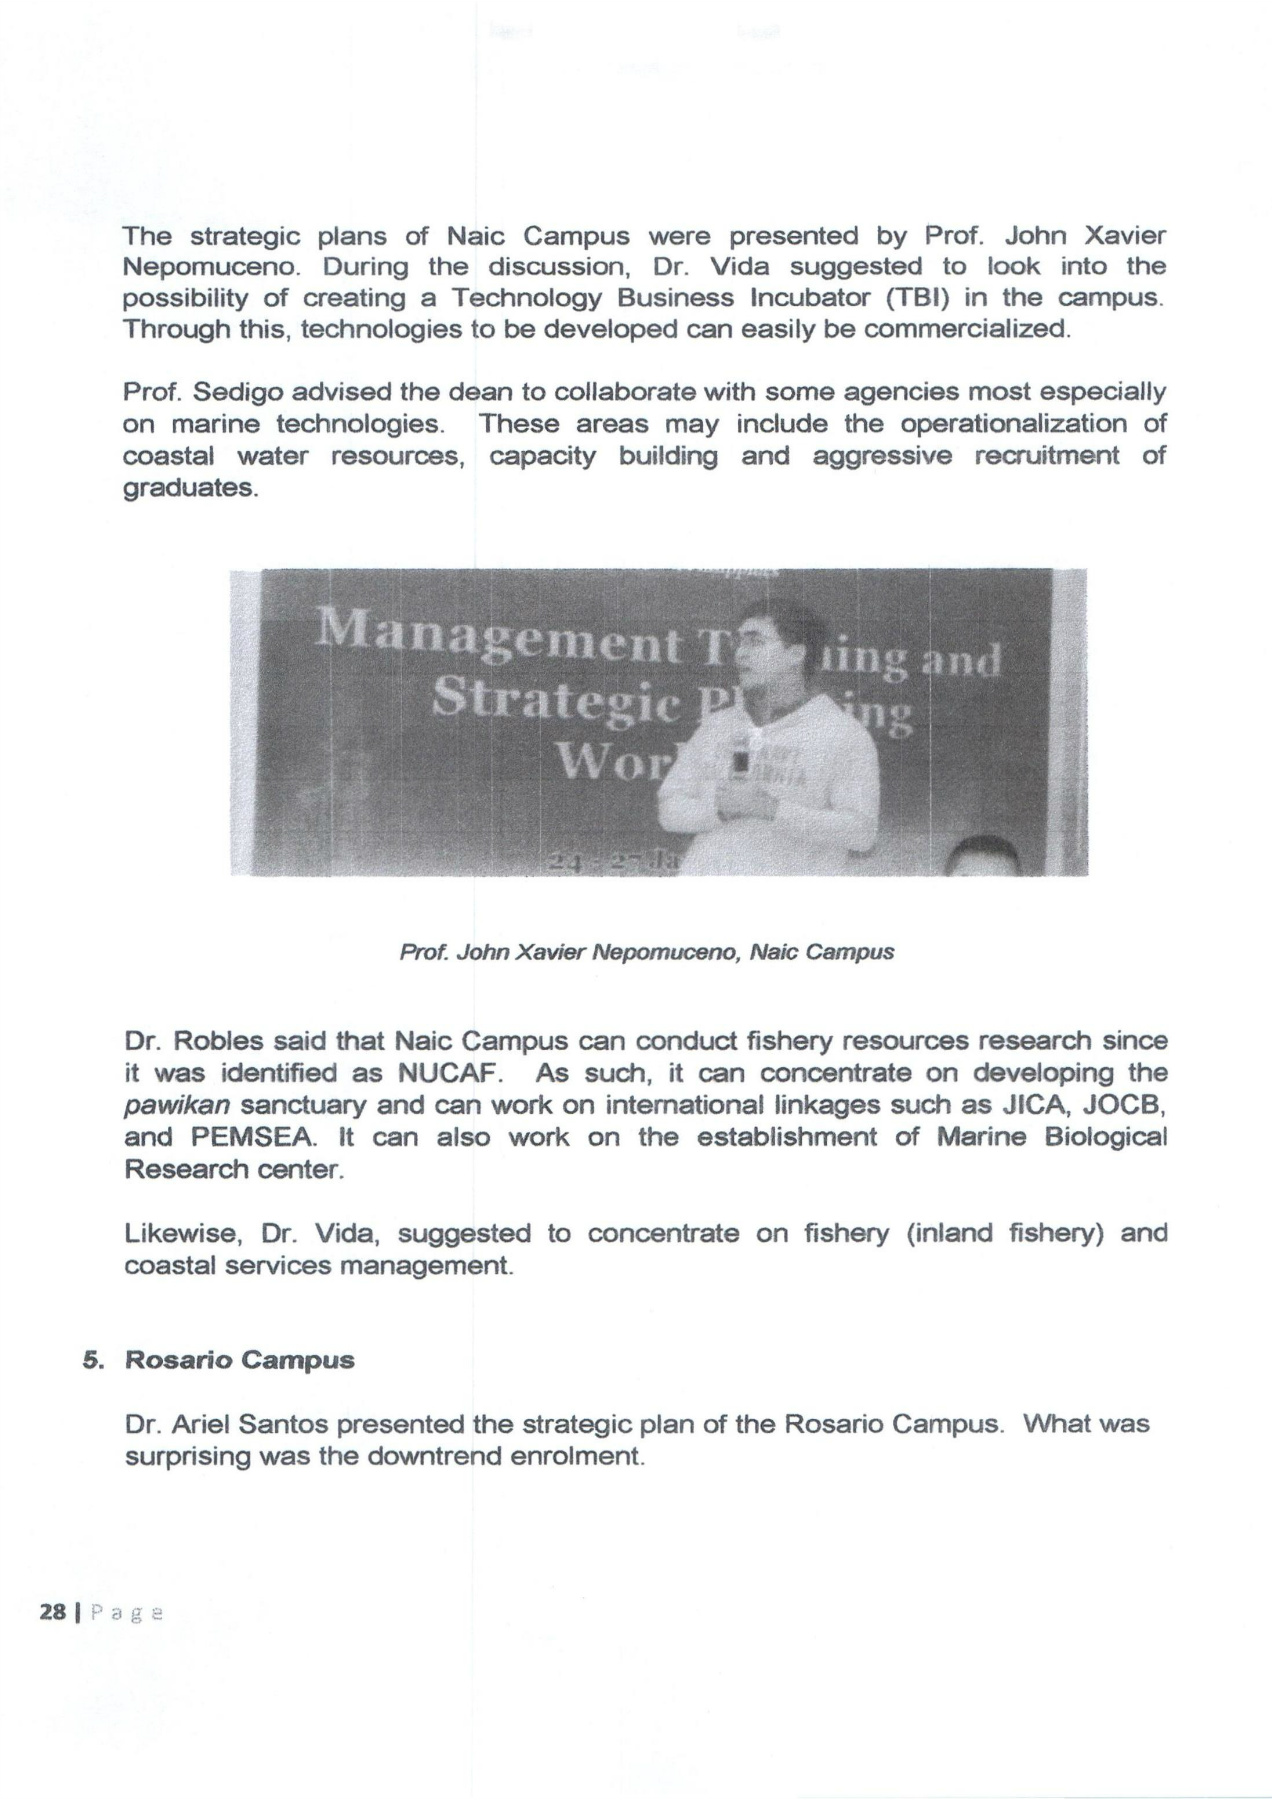 The strategic plans of Naic Campus were presented by Prof. John Xavier
Nepomuceno. During the discussion, Dr. Vida suggested to look into the
possibility of creating a Technology Business Incubator (TBI) in the campus.
Through this, technologies to be developed can easily be commercialized.
Prof. Sedigo advised the dean to collaborate with some agencies most especially
on marine technologies. These areas may include the operationalization of
coastal water resources, capacity building and aggressive recruitment of
graduates.
Management T ing and
Strategic Pl ing
Wor
24 - 27 Ja
Prof. John Xavier Nepomuceno, Naic Campus
Dr. Robles said that Naic Campus can conduct fishery resources research since
it was identified as NUCAF. As such, it can concentrate on developing the
pawikan sanctuary and can work on international linkages such as JICA, JOCB,
and PEMSEA. It can also work on the establishment of Marine Biological
Research center.
Likewise, Dr. Vida, suggested to concentrate on fishery (inland fishery) and
coastal services management.
5. Rosario Campus
Dr. Ariel Santos presented the strategic plan of the Rosario Campus. What was
surprising was the downtrend enrolment.
28 | Page